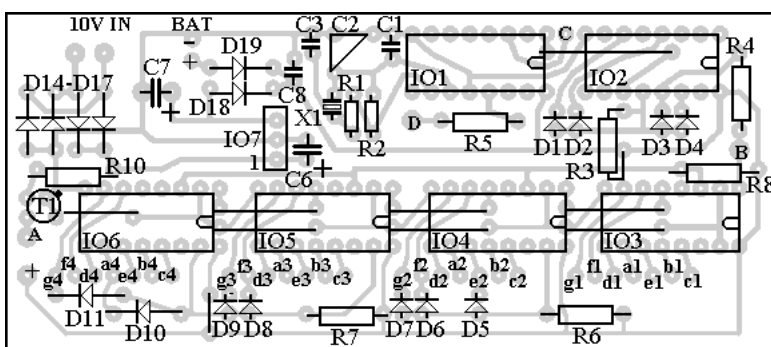 10V IN BAT C3 C2 C1 C
- D19 R4
+ IO1 IO2
D14-D17 C7 C8 R1
D18 X1
+ IO7 D R5 D1 D2 D3 D4
R2 R3 B
1 + C6
R10 R8
T1
A IO6 IO5 IO4 IO3
+ g4 f4 d4 a4 e4 b4 c4 g3 f3 d3 a3 e3 b3 c3 g2 f2 d2 a2 e2 b2 c2 g1 f1 d1 a1 e1 b1 c1
D11 D10 D9 D8 R7 D7 D6 D5 R6